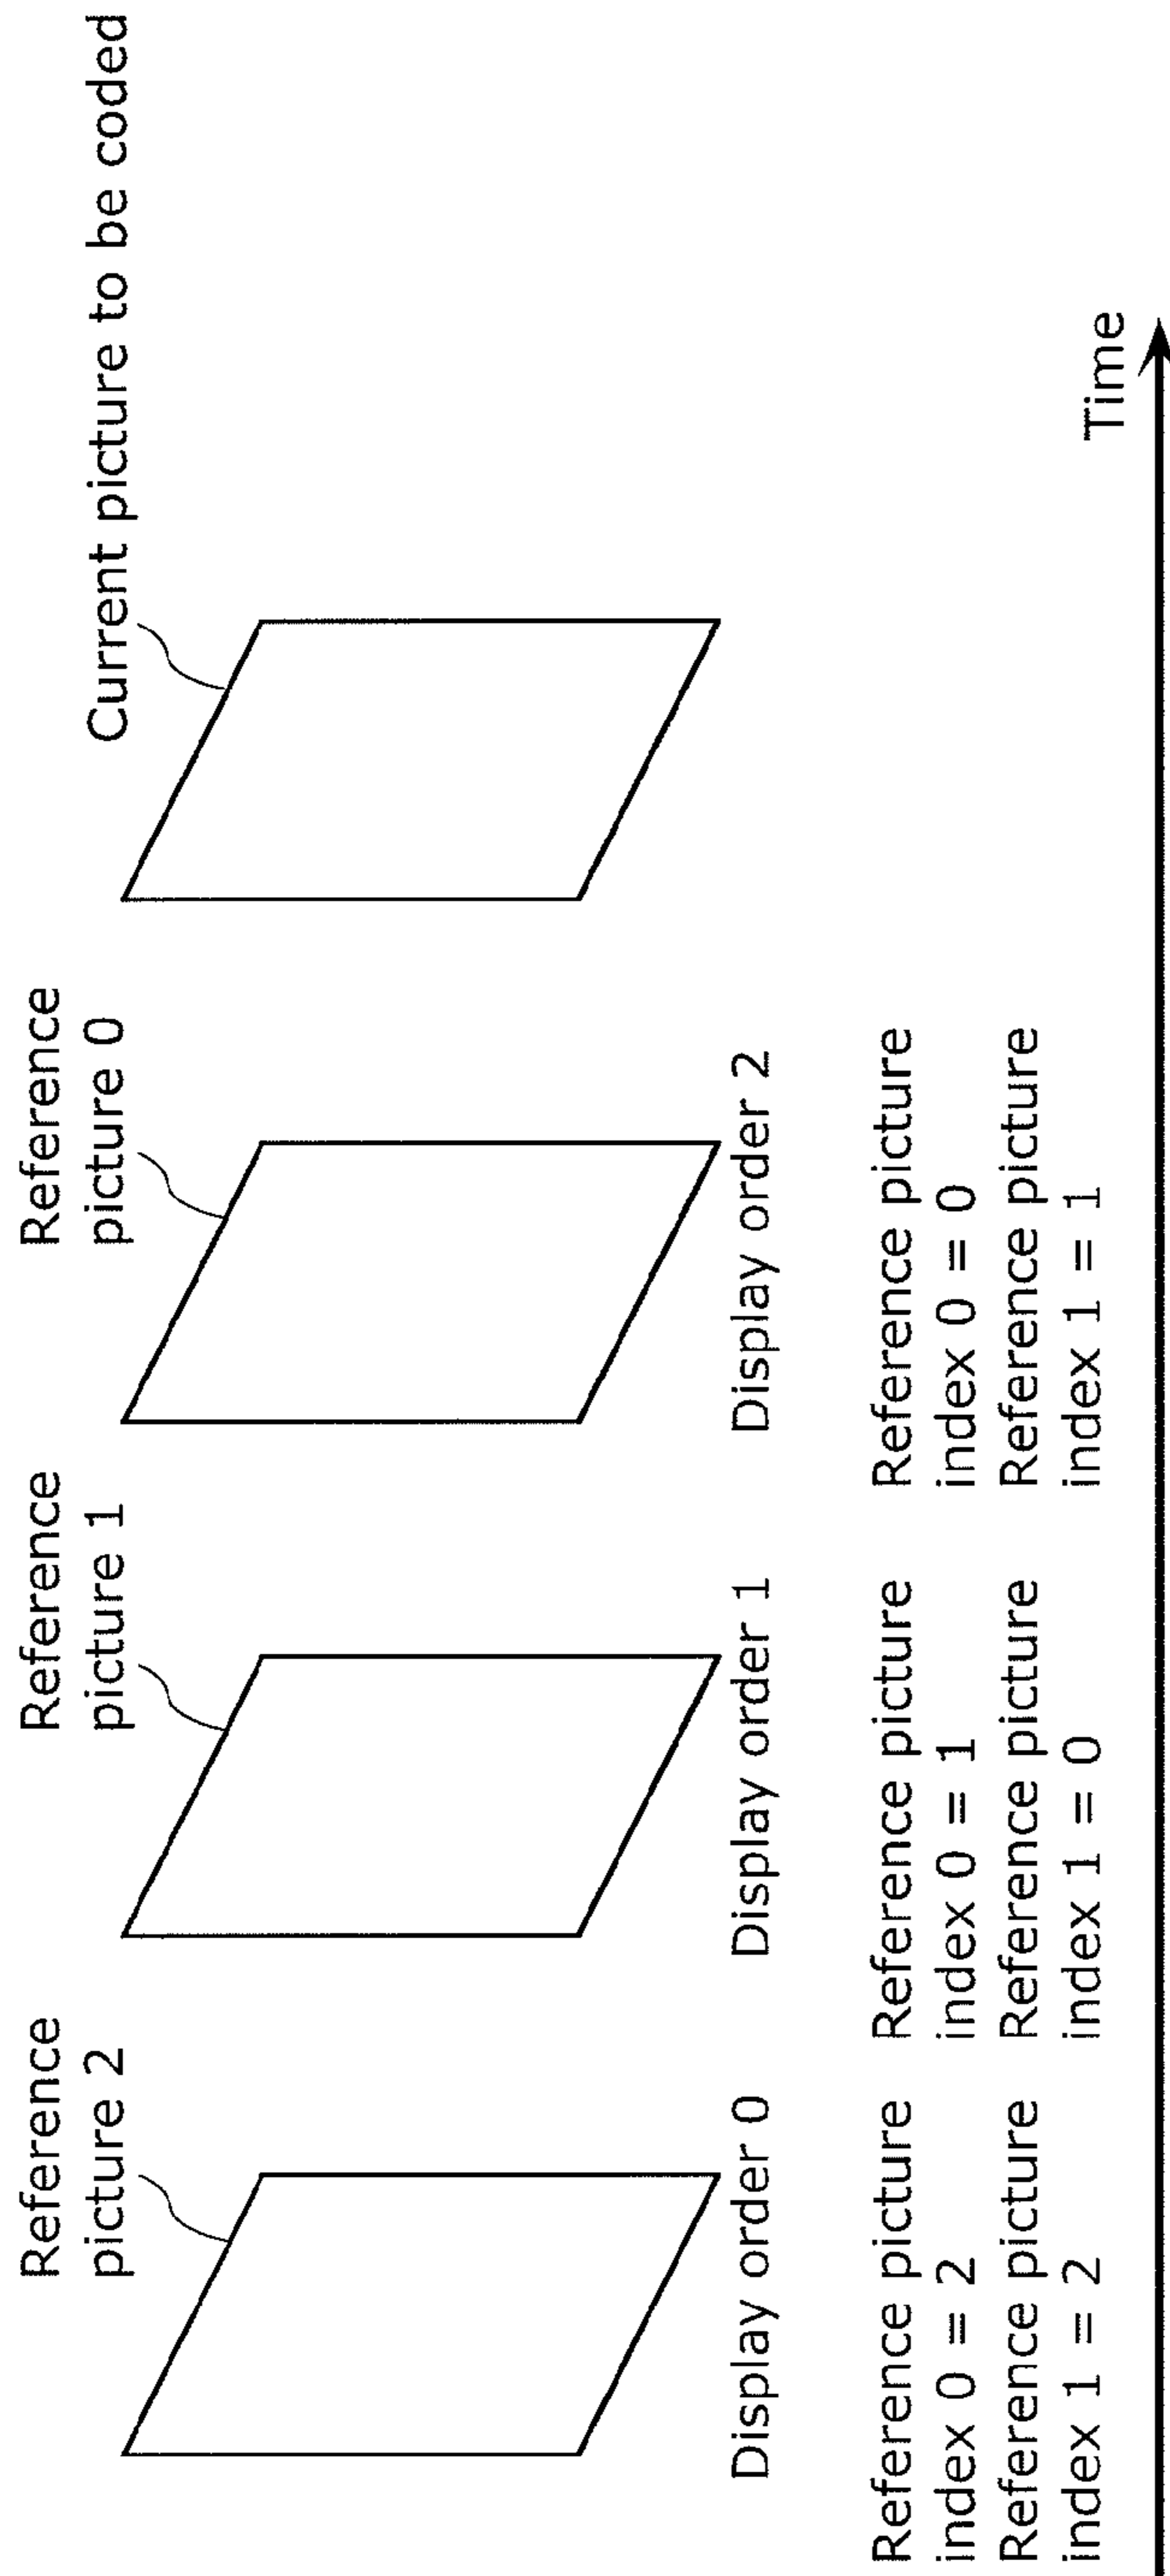 Reference
picture 2
Reference
picture 1
Reference
picture 0
Current picture to be coded
Display order 0
Display order 1
Display order 2
Reference picture
index 0 = 2
Reference picture
index 1 = 2
Reference picture
index 0 = 1
Reference picture
index 1 = 0
Reference picture
index 0 = 0
Reference picture
index 1 = 1
Time